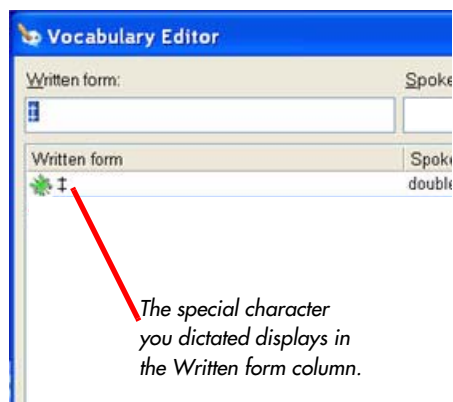 Vocabulary Editor
Written form: Spoke
‡
Written form Spoke
‡ double
The special character
you dictated displays in
the Written form column.